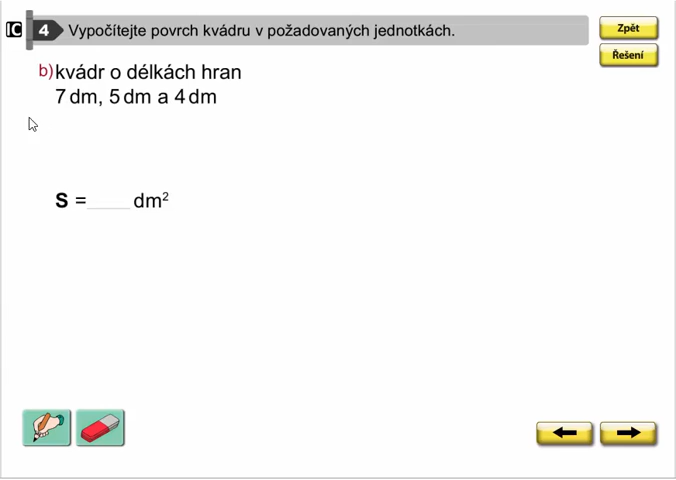 IC 4 Vypočítejte povrch kvádru v požadovaných jednotkách.
Zpět
Řešení
b) kvádr o délkách hran
7 dm, 5 dm a 4 dm
S = ____ dm²